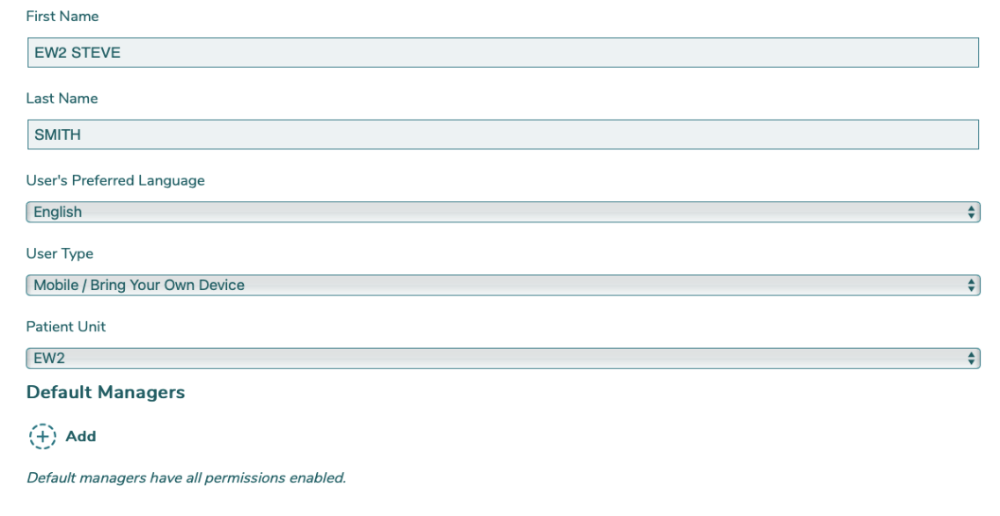 First Name
EW2 STEVE
Last Name
SMITH
User's Preferred Language
English
User Type
Mobile / Bring Your Own Device
Patient Unit
EW2
Default Managers
Add
Default managers have all permissions enabled.